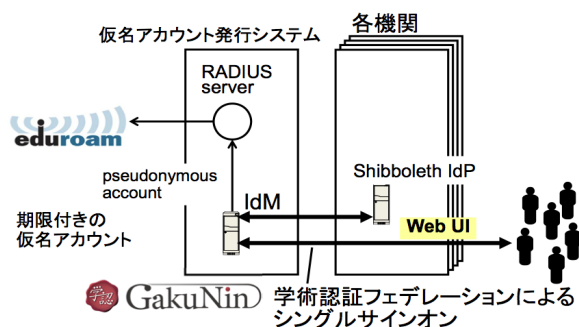 仮名アカウント発行システム
各機関
RADIUS
server
eduroam
pseudonymous
account
IdM
Shibboleth IdP
期限付きの
仮名アカウント
Web UI
学認
GakuNin
学術認証フェデレーションによる
シングルサインオン